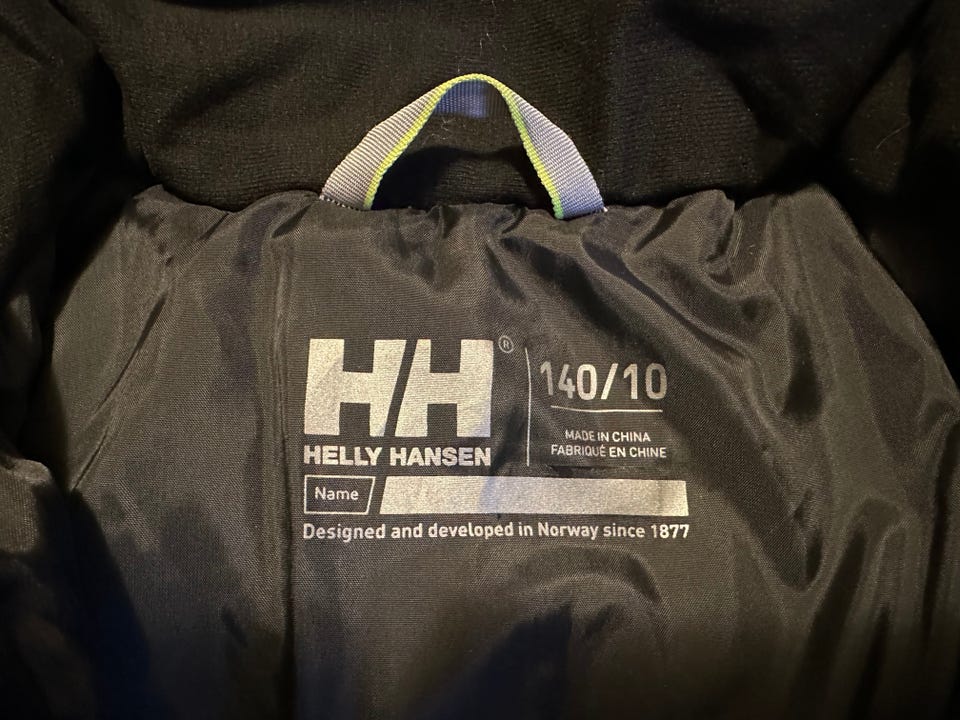 HH®
HELLY HANSEN
140/10
MADE IN CHINA
FABRIQUÉ EN CHINE
Name
Designed and developed in Norway since 1877